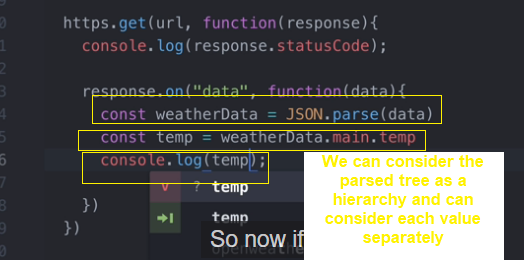 https.get(url, function(response){
console.log(response.statusCode);
response.on("data", function(data){
const weatherData = JSON.parse(data)
const temp = weatherData.main.temp
6 console.log(temp);
v ? temp
temp
})
})
We can consider the
parsed tree as a
hierarchy and can
consider each value
separately
So now if